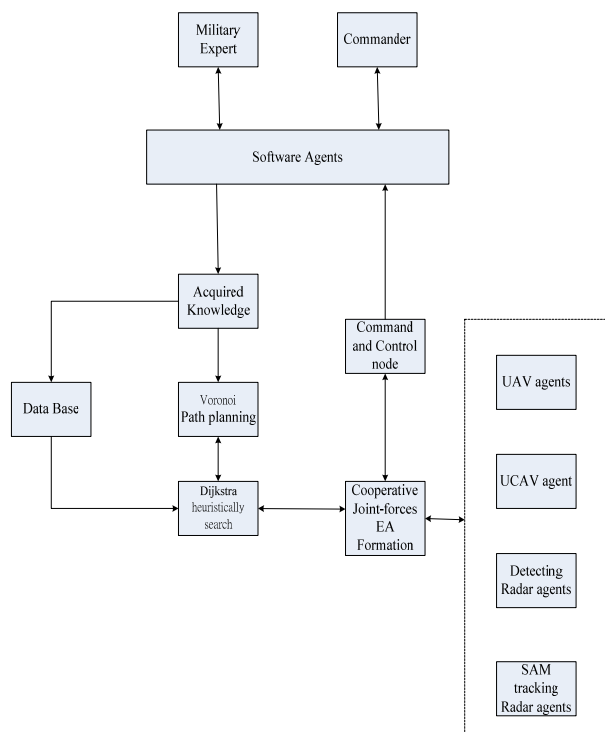 Military
Expert
Commander
Software Agents
Acquired
Knowledge
Command
and Control
node
UAV agents
Data Base
Voronoi
Path planning
UCAV agent
Dijkstra
heuristically
search
Cooperative
Joint-forces
EA
Formation
Detecting
Radar agents
SAM
tracking
Radar agents